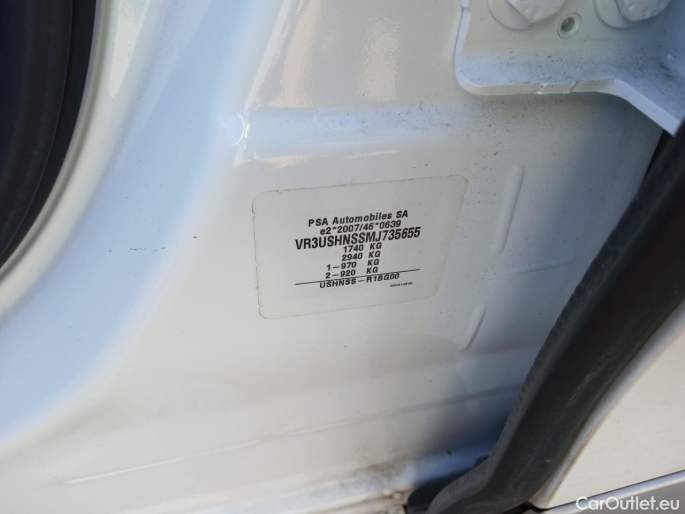 PSA Automobiles SA
e2*2007/46*0639
VR3USHNSSMJ735655
1740 KG
2940 KG
1-970 KG
2-920 KG
USHNSS-R1BG00
CarOutlet.eu